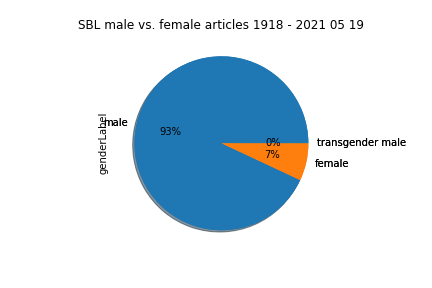 SBL male vs. female articles 1918 - 2021 05 19
genderLabel
male
93%
0%
transgender male
7%
female